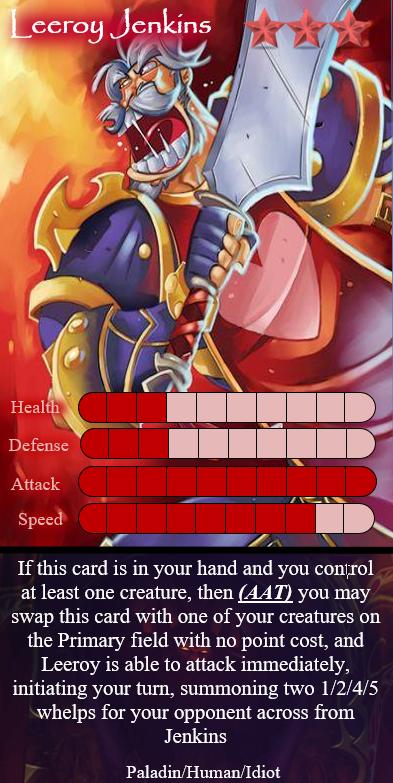 Leeroy Jenkins
Health
Defense
Attack
Speed
If this card is in your hand and you control
at least one creature, then (AAT) you may
swap this card with one of your creatures on
the Primary field with no point cost, and
Leeroy is able to attack immediately,
initiating your turn, summoning two 1/2/4/5
whelps for your opponent across from
Jenkins
Paladin/Human/Idiot